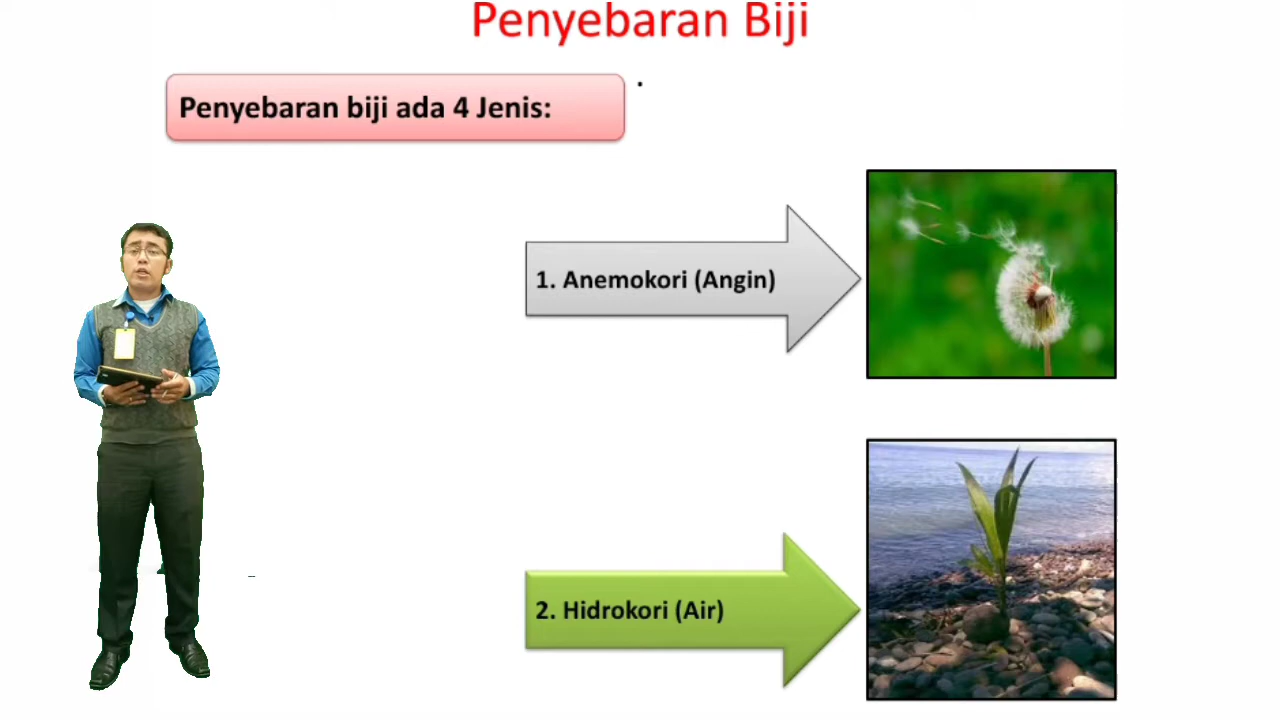 Penyebaran Biji
Penyebaran biji ada 4 Jenis:
1. Anemokori (Angin)
2. Hidrokori (Air)